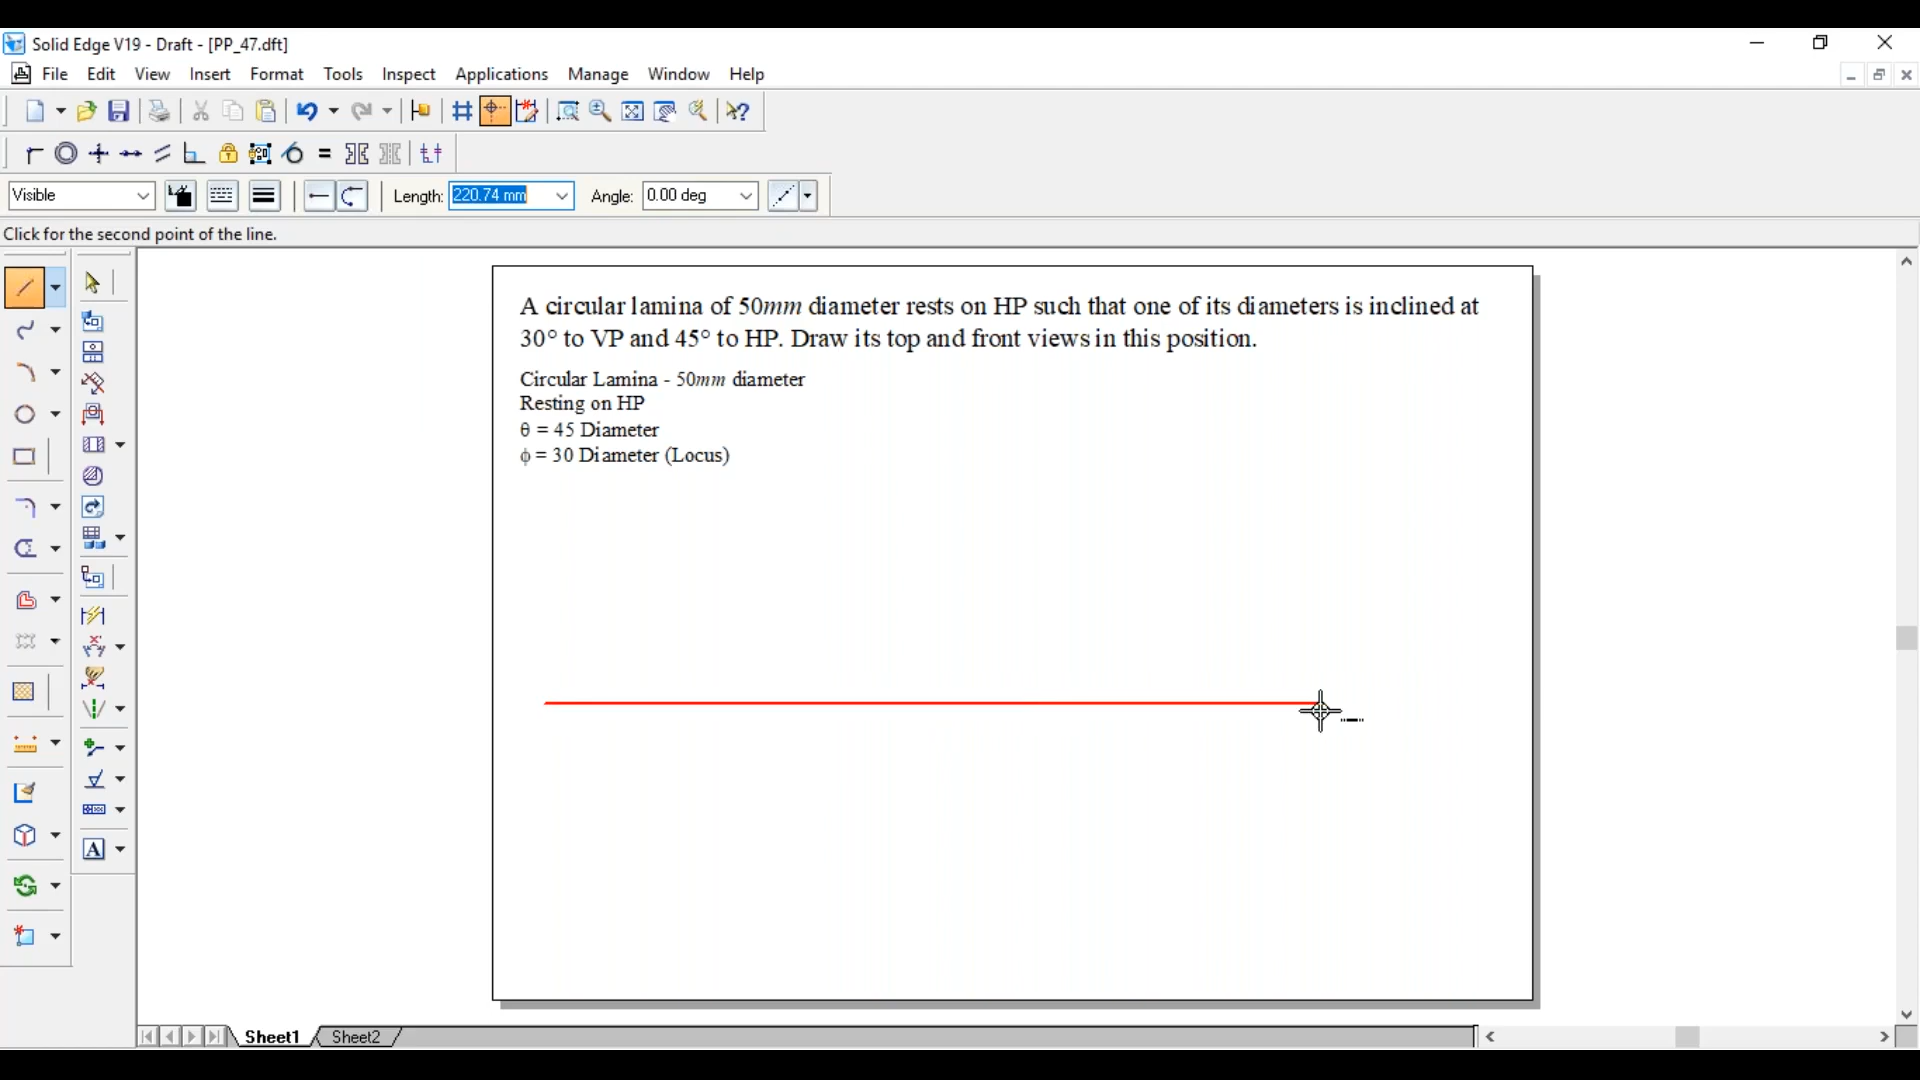 Solid Edge V19 - Draft - [PP_47.dft]
File Edit View Insert Format Tools Inspect Applications Manage Window Help
Visible Length: 220.74 mm Angle: 0.00 deg
Click for the second point of the line.
A circular lamina of 50mm diameter rests on HP such that one of its diameters is inclined at
30° to VP and 45° to HP. Draw its top and front views in this position.
Circular Lamina - 50mm diameter
Resting on HP
θ = 45 Diameter
ϕ = 30 Diameter (Locus)
A
Sheet1 Sheet2